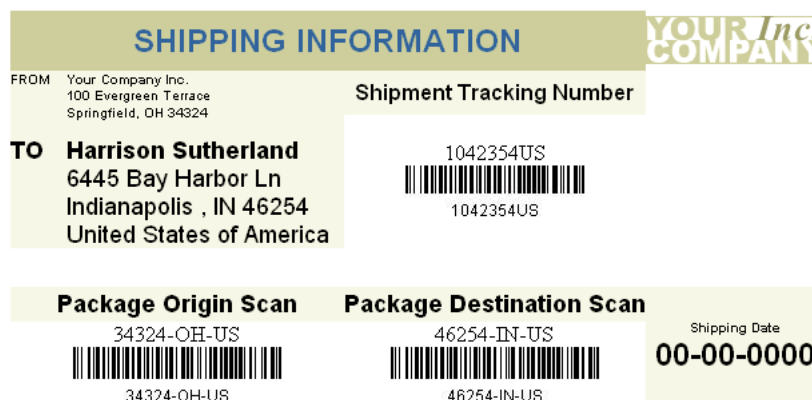 SHIPPING INFORMATION
YOUR Inc
COMPANY
FROM Your Company Inc.
100 Evergreen Terrace
Springfield, OH 34324
Shipment Tracking Number
TO Harrison Sutherland
6445 Bay Harbor Ln
Indianapolis , IN 46254
United States of America
1042354US
1042354US
Package Origin Scan
34324-OH-US
34324-OH-US
Package Destination Scan
46254-IN-US
46254-IN-US
Shipping Date
00-00-0000